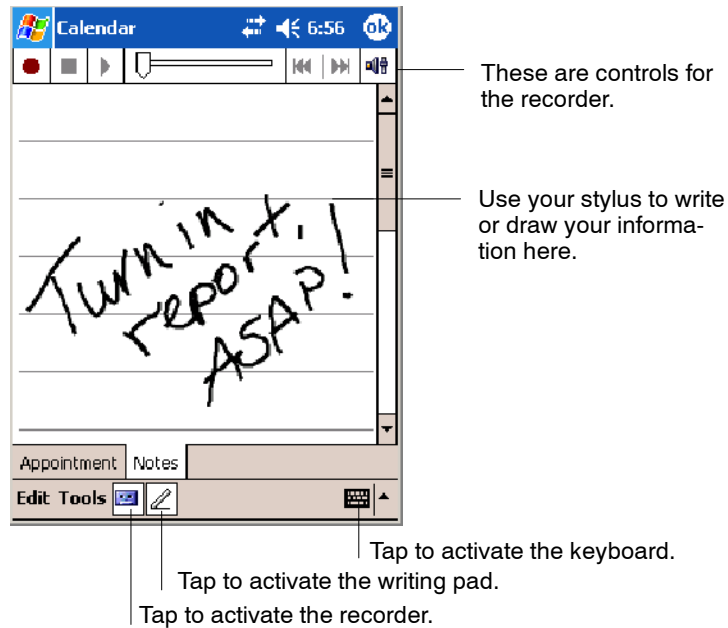 Calendar 6:56 ok
These are controls for
the recorder.
Use your stylus to write
or draw your informa-
tion here.
Turn in
report,
ASAP!
Appointment Notes
Edit Tools
Tap to activate the keyboard.
Tap to activate the writing pad.
Tap to activate the recorder.